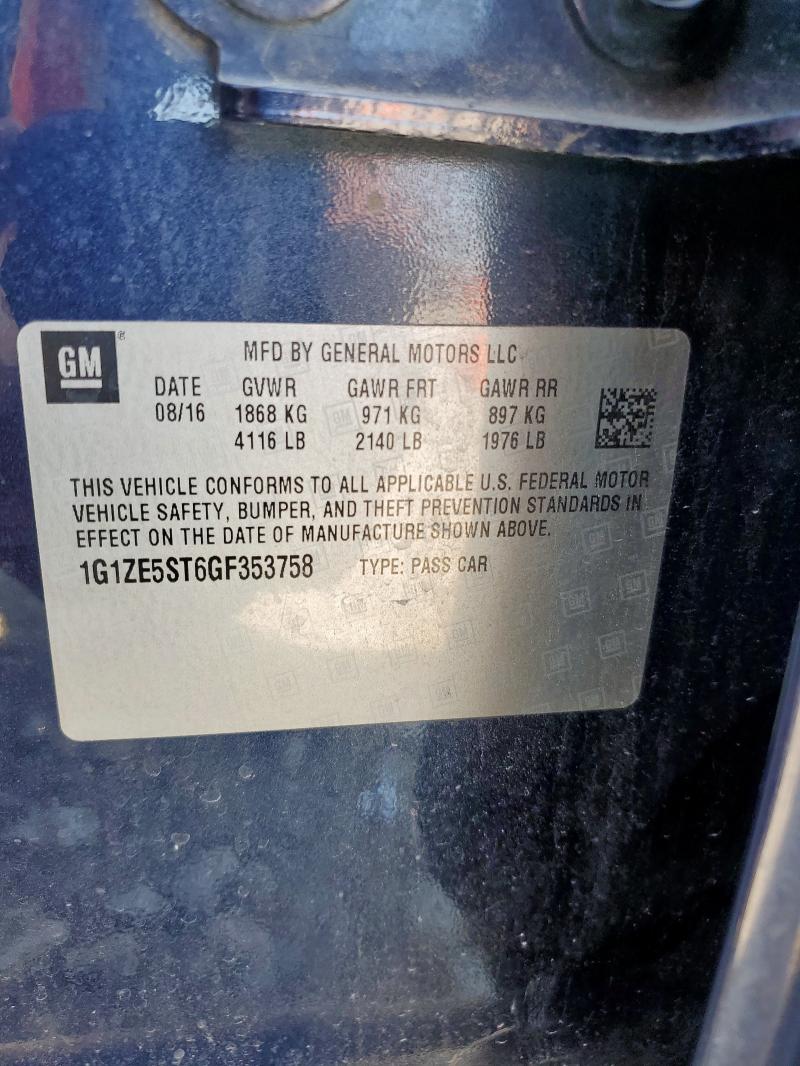 GM
MFD BY GENERAL MOTORS LLC
DATE GVWR GAWR FRT GAWR RR
08/16 1868 KG 971 KG 897 KG
4116 LB 2140 LB 1976 LB
THIS VEHICLE CONFORMS TO ALL APPLICABLE U.S. FEDERAL MOTOR
VEHICLE SAFETY, BUMPER, AND THEFT PREVENTION STANDARDS IN
EFFECT ON THE DATE OF MANUFACTURE SHOWN ABOVE.
1G1ZE5ST6GF353758 TYPE: PASS CAR